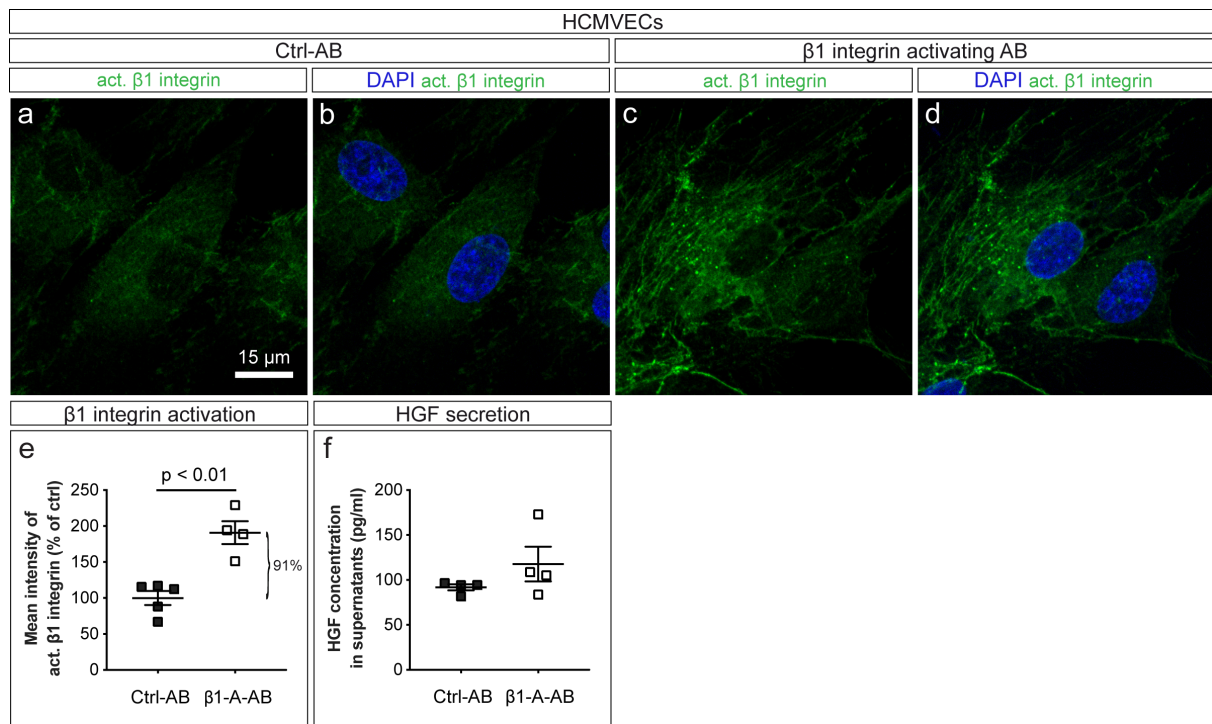 HCMVECs
Ctrl-AB
β1 integrin activating AB
act. β1 integrin
DAPI act. β1 integrin
act. β1 integrin
DAPI act. β1 integrin
a
b
c
d
15 µm
β1 integrin activation
HGF secretion
e
p < 0.01
Mean intensity of
act. β1 integrin (% of ctrl)
250
200
150
100
50
0
91%
Ctrl-AB
β1-A-AB
f
HGF concentration
in supernatants (pg/ml)
200
150
100
50
0
Ctrl-AB
β1-A-AB